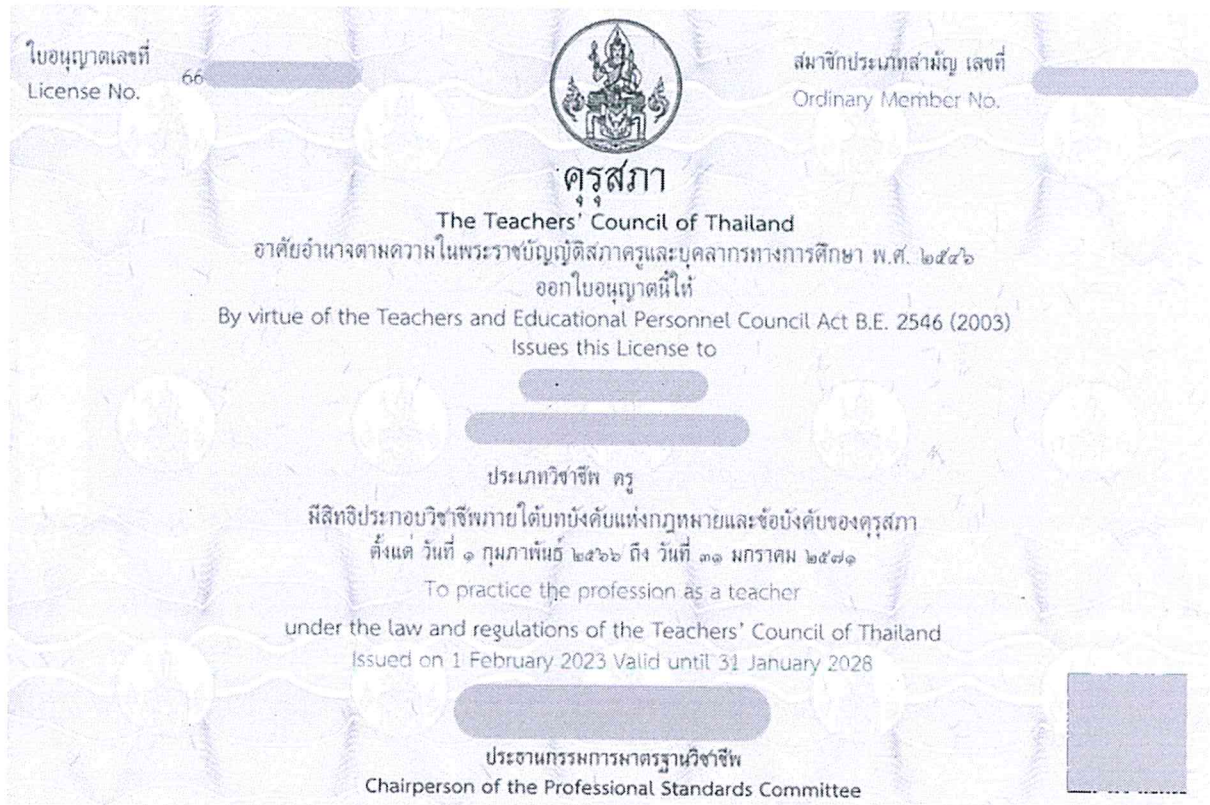 ใบอนุญาตเลขที่
License No.
66
สมาชิกประเภทสามัญ เลขที่
Ordinary Member No.
คุรุสภา
The Teachers' Council of Thailand
อาศัยอำนาจตามความในพระราชบัญญัติสภาครูและบุคลากรทางการศึกษา พ.ศ. ๒๕๔๖
ออกใบอนุญาตนี้ให้
By virtue of the Teachers and Educational Personnel Council Act B.E. 2546 (2003)
Issues this License to
ประเภทวิชาชีพ ครู
มีสิทธิประกอบวิชาชีพภายใต้บทบังคับแห่งกฎหมายและข้อบังคับของคุรุสภา
ตั้งแต่ วันที่ ๑ กุมภาพันธ์ ๒๕๖๖ ถึง วันที่ ๓๑ มกราคม ๒๕๗๑
To practice the profession as a teacher
under the law and regulations of the Teachers' Council of Thailand
Issued on 1 February 2023 Valid until 31 January 2028
ประธานกรรมการมาตรฐานวิชาชีพ
Chairperson of the Professional Standards Committee